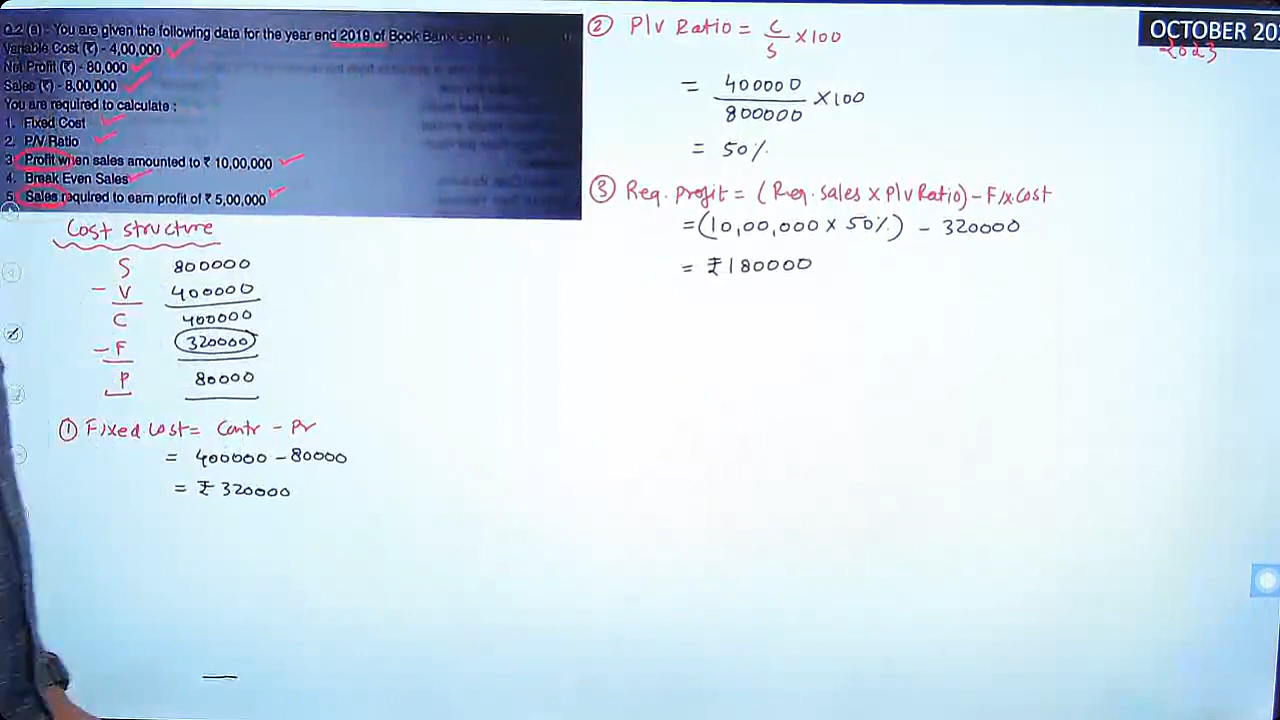 Q.2 (a) : You are given the following data for the year end 2019 of Book Bank
Variable Cost (₹) - 4,00,000
Net Profit (₹) - 80,000
Sales (₹) - 8,00,000
You are required to calculate :
1. Fixed Cost
2. P/V Ratio
3. Profit when sales amounted to ₹ 10,00,000
4. Break Even Sales
5. Sales required to earn profit of ₹ 5,00,000
Cost structure
S 800000
- V 400000
C 400000
- F 320000
P 80000
① Fixed Cost = Contr - Pr
= 400000 - 80000
= ₹ 320000
② P/V Ratio = C/S × 100
= 400000/800000 × 100
= 50%
③ Req. Profit = (Req. Sales × P/V Ratio) - Fix. Cost
= (10,00,000 × 50%) - 320000
= ₹ 180000
OCTOBER 20
2023